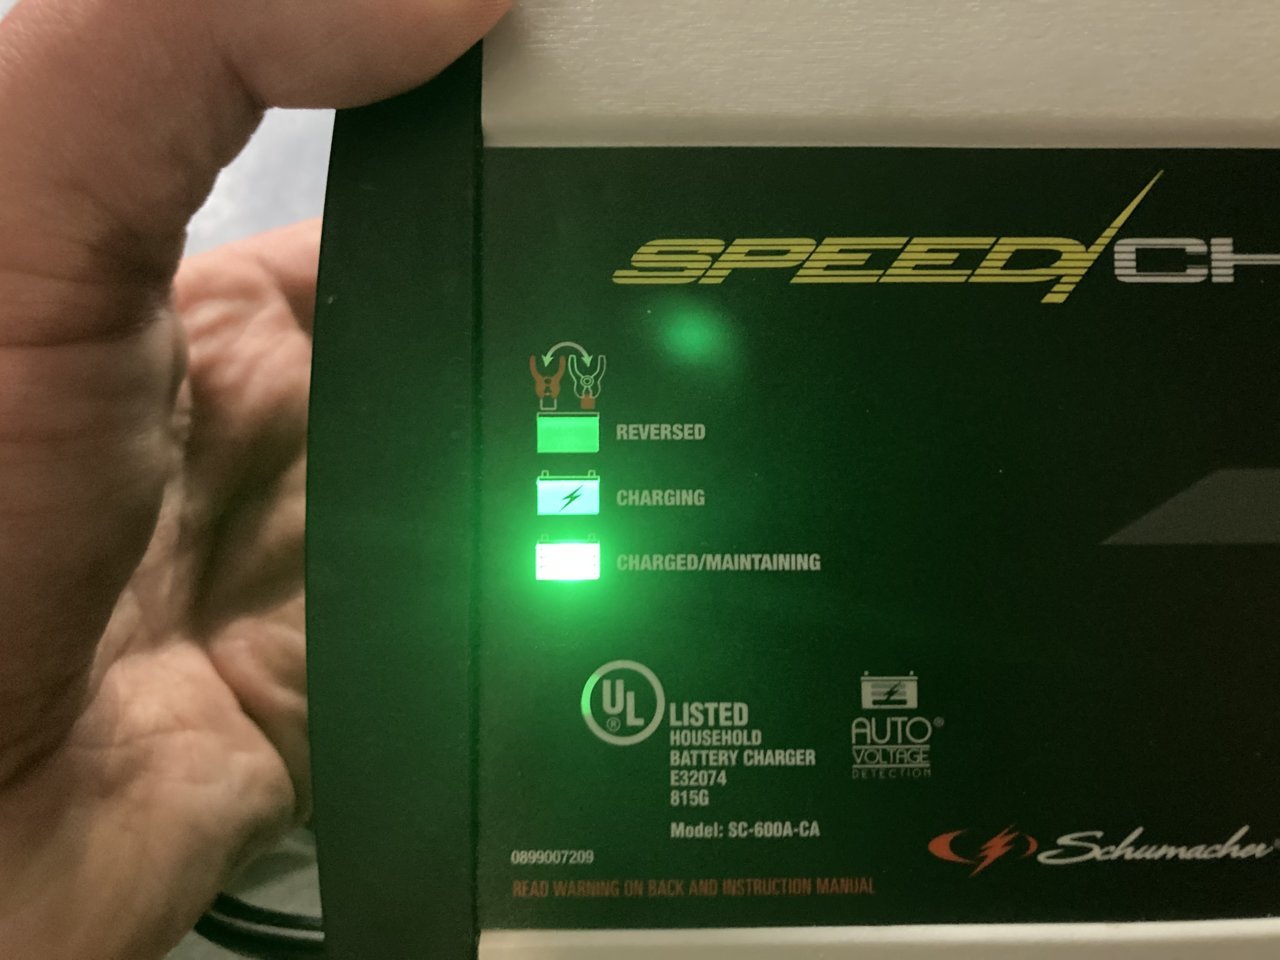 SPEED/CH
REVERSED
CHARGING
CHARGED/MAINTAINING
UL
®
LISTED
HOUSEHOLD
BATTERY CHARGER
E32074
815G
Model: SC-600A-CA
AUTO®
VOLTAGE
DETECTION
0899007209
Schumacher
READ WARNING ON BACK AND INSTRUCTION MANUAL